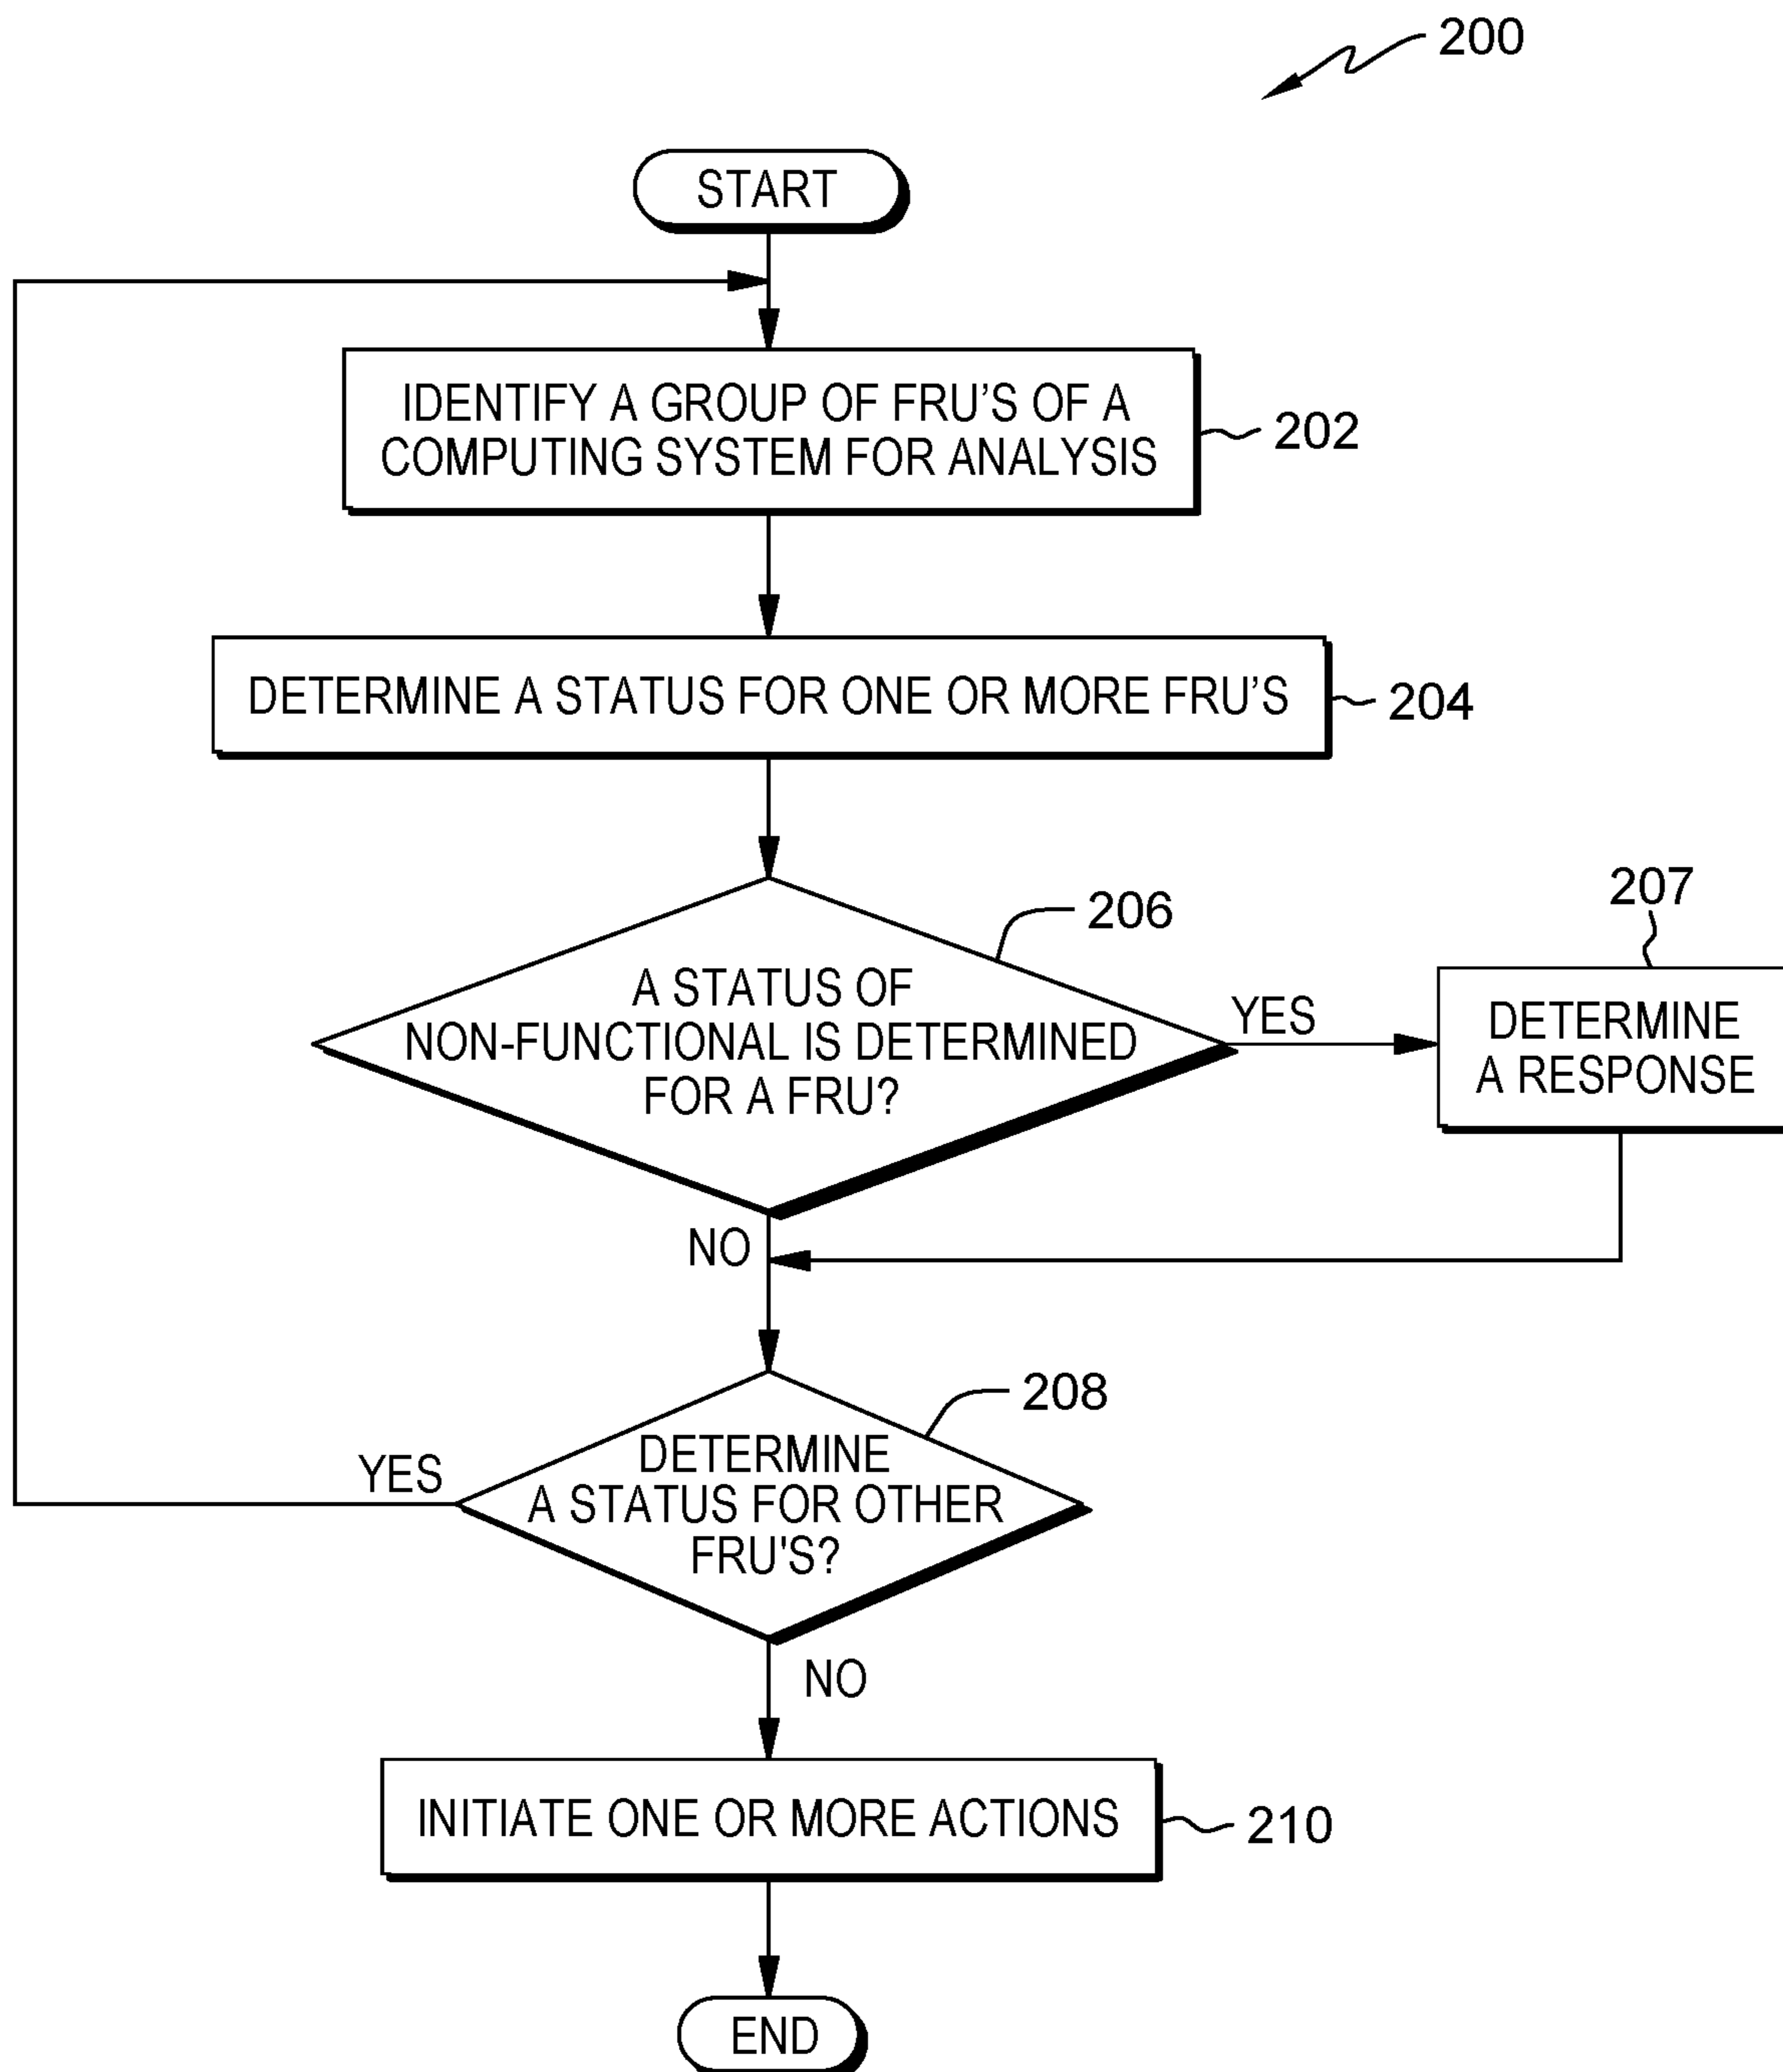 200
START
IDENTIFY A GROUP OF FRU’S OF A
COMPUTING SYSTEM FOR ANALYSIS
202
DETERMINE A STATUS FOR ONE OR MORE FRU’S
204
206
A STATUS OF
NON-FUNCTIONAL IS DETERMINED
FOR A FRU?
YES
207
DETERMINE
A RESPONSE
NO
208
DETERMINE
A STATUS FOR OTHER
FRU'S?
YES
NO
INITIATE ONE OR MORE ACTIONS
210
END